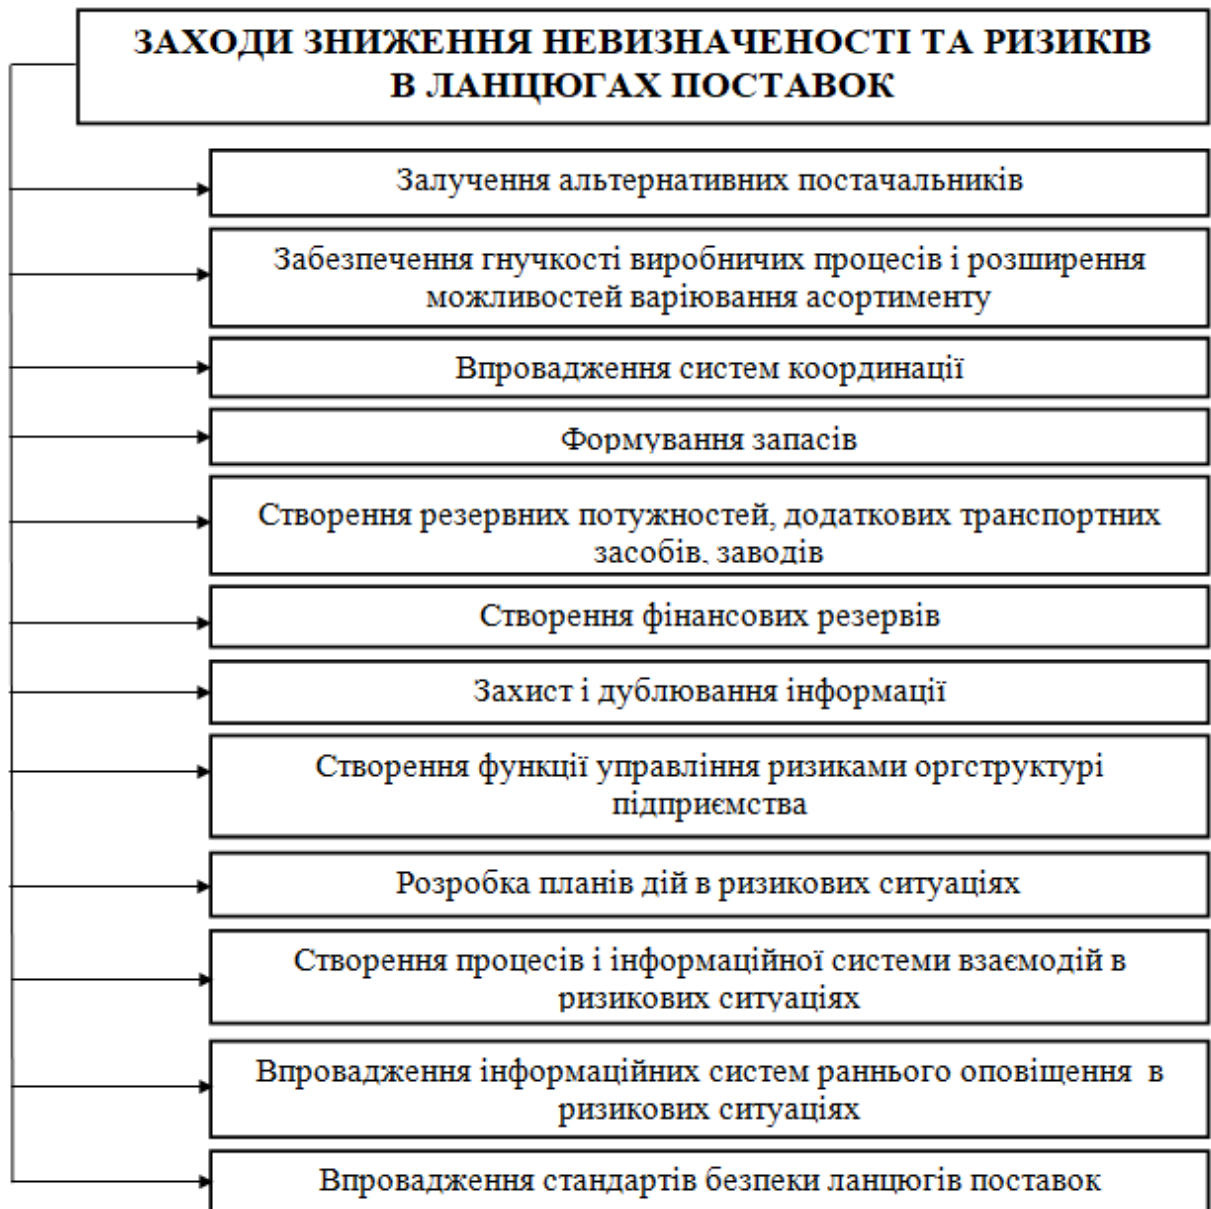 ЗАХОДИ ЗНИЖЕННЯ НЕВИЗНАЧЕНОСТІ ТА РИЗИКІВ
В ЛАНЦЮГАХ ПОСТАВОК
Залучення альтернативних постачальників
Забезпечення гнучкості виробничих процесів і розширення
можливостей варіювання асортименту
Впровадження систем координації
Формування запасів
Створення резервних потужностей, додаткових транспортних
засобів, заводів
Створення фінансових резервів
Захист і дублювання інформації
Створення функції управління ризиками оргструктурі
підприємства
Розробка планів дій в ризикових ситуаціях
Створення процесів і інформаційної системи взаємодій в
ризикових ситуаціях
Впровадження інформаційних систем раннього оповіщення в
ризикових ситуаціях
Впровадження стандартів безпеки ланцюгів поставок